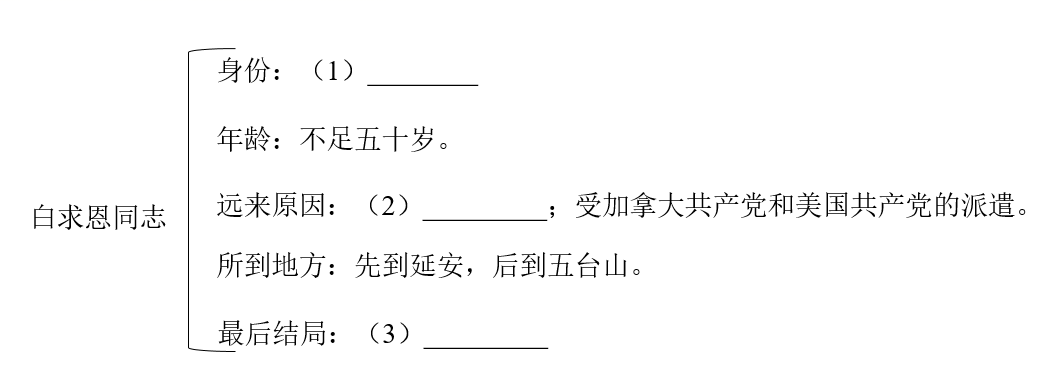 身份：（1）________
年龄：不足五十岁。
远来原因：（2）_________；受加拿大共产党和美国共产党的派遣。
白求恩同志
所到地方：先到延安，后到五台山。
最后结局：（3）_________